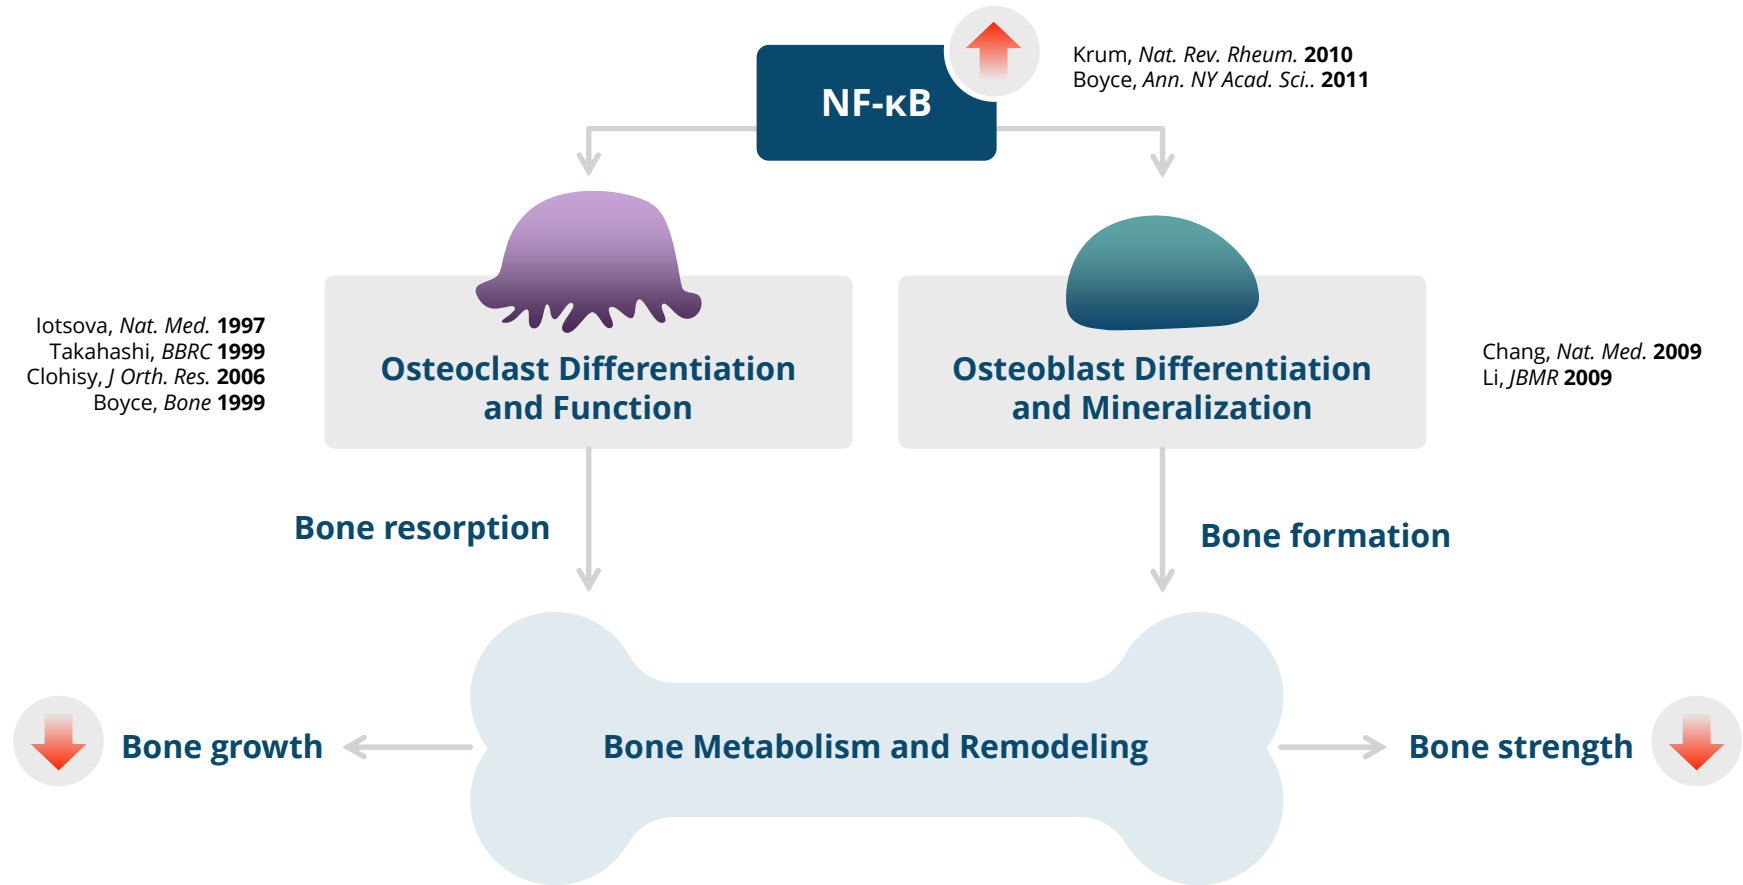 NF-κB
Krum, Nat. Rev. Rheum. 2010
Boyce, Ann. NY Acad. Sci.. 2011
Iotsova, Nat. Med. 1997
Takahashi, BBRC 1999
Clohisy, J Orth. Res. 2006
Boyce, Bone 1999
Osteoclast Differentiation
and Function
Osteoblast Differentiation
and Mineralization
Chang, Nat. Med. 2009
Li, JBMR 2009
Bone resorption
Bone formation
Bone growth
Bone Metabolism and Remodeling
Bone strength